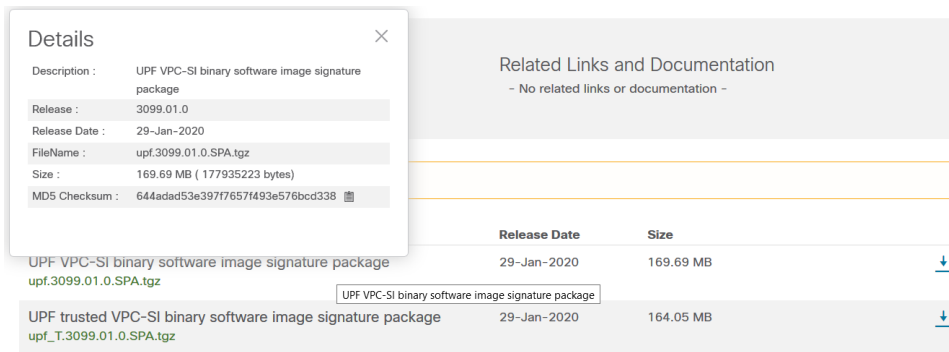 Details
Description : UPF VPC-SI binary software image signature
package
Release : 3099.01.0
Release Date : 29-Jan-2020
FileName : upf.3099.01.0.SPA.tgz
Size : 169.69 MB ( 177935223 bytes)
MD5 Checksum : 644adad53e397f7657f493e576bcd338
Related Links and Documentation
- No related links or documentation -
Release Date Size
UPF VPC-SI binary software image signature package 29-Jan-2020 169.69 MB
upf.3099.01.0.SPA.tgz
UPF VPC-SI binary software image signature package
UPF trusted VPC-SI binary software image signature package 29-Jan-2020 164.05 MB
upf_T.3099.01.0.SPA.tgz